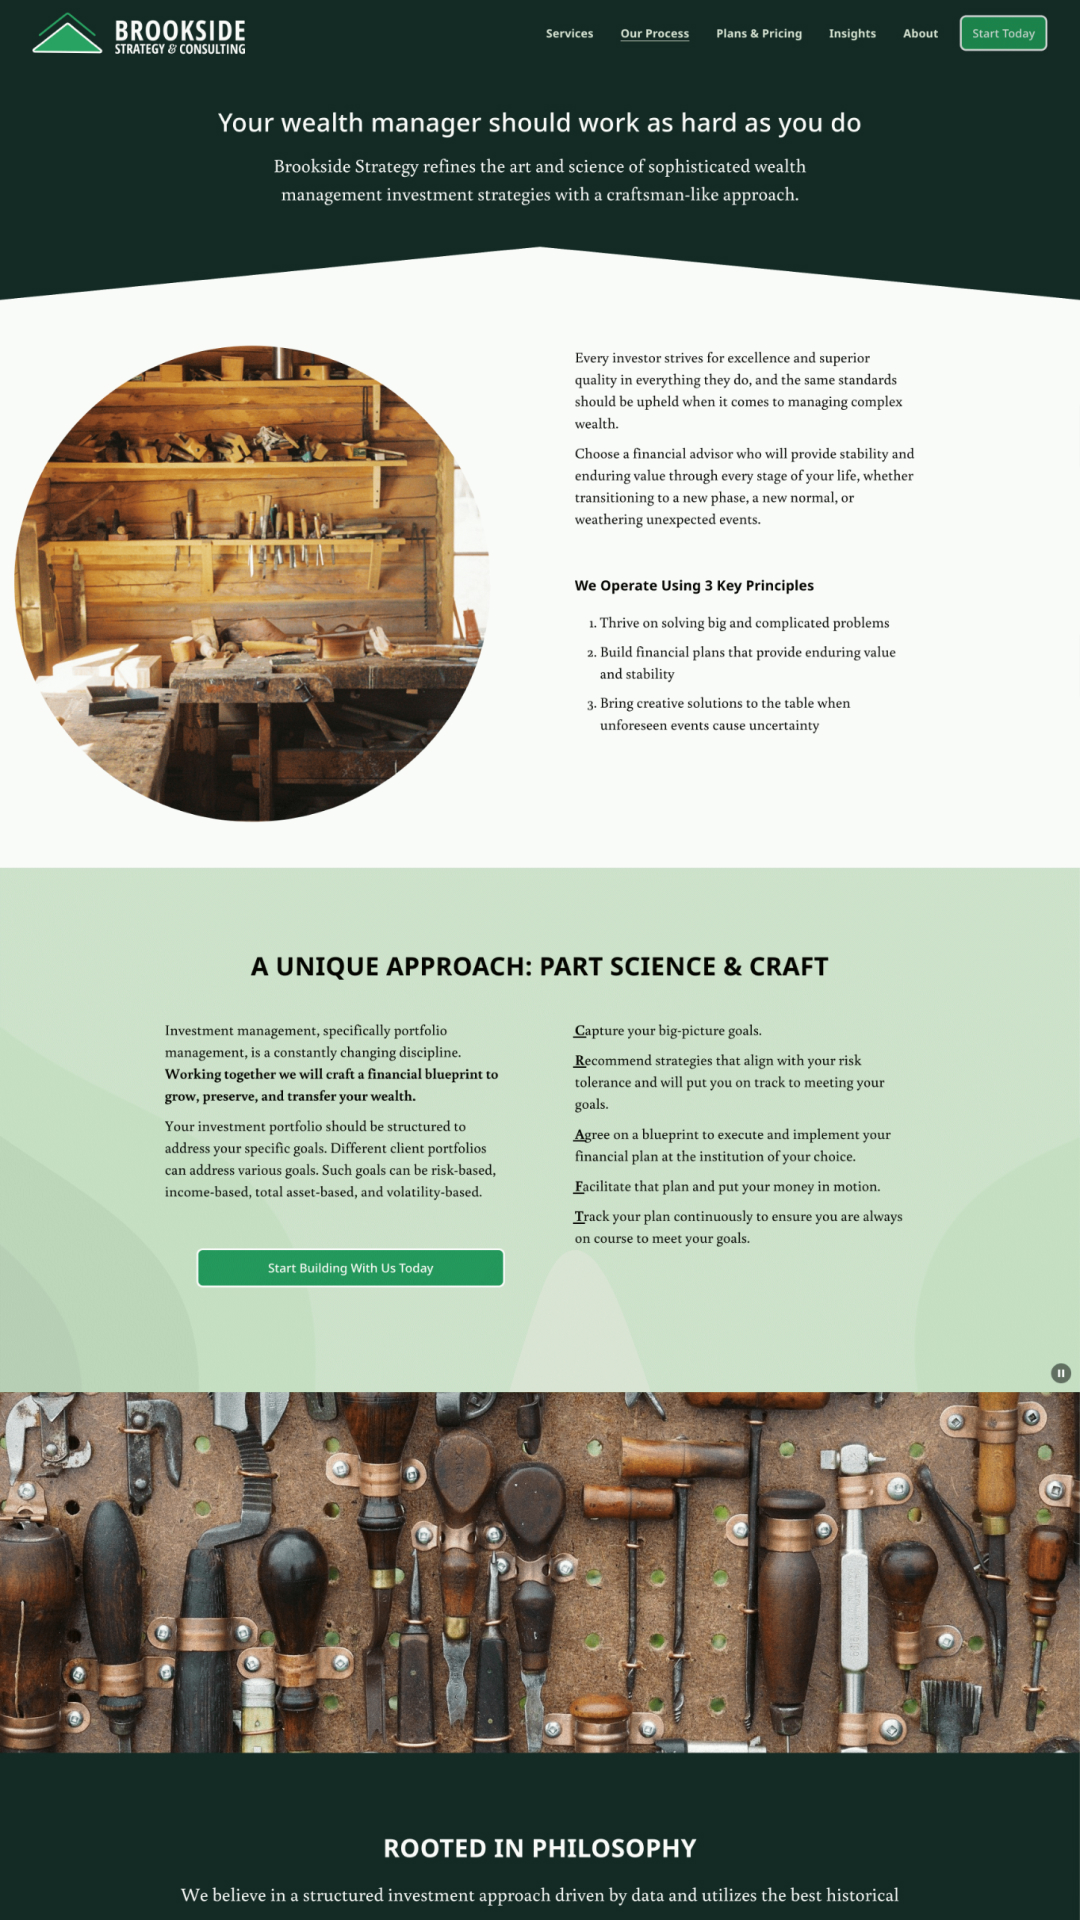 BROOKSIDE
STRATEGY & CONSULTING
Services
Our Process
Plans & Pricing
Insights
About
Start Today
Your wealth manager should work as hard as you do
Brookside Strategy refines the art and science of sophisticated wealth
management investment strategies with a craftsman-like approach.
Every investor strives for excellence and superior
quality in everything they do, and the same standards
should be upheld when it comes to managing complex
wealth.
Choose a financial advisor who will provide stability and
enduring value through every stage of your life, whether
transitioning to a new phase, a new normal, or
weathering unexpected events.
We Operate Using 3 Key Principles
1. Thrive on solving big and complicated problems
2. Build financial plans that provide enduring value
and stability
3. Bring creative solutions to the table when
unforeseen events cause uncertainty
A UNIQUE APPROACH: PART SCIENCE & CRAFT
Investment management, specifically portfolio
management, is a constantly changing discipline.
Working together we will craft a financial blueprint to
grow, preserve, and transfer your wealth.
Your investment portfolio should be structured to
address your specific goals. Different client portfolios
can address various goals. Such goals can be risk-based,
income-based, total asset-based, and volatility-based.
Start Building With Us Today
Capture your big-picture goals.
Recommend strategies that align with your risk
tolerance and will put you on track to meeting your
goals.
Agree on a blueprint to execute and implement your
financial plan at the institution of your choice.
Facilitate that plan and put your money in motion.
Track your plan continuously to ensure you are always
on course to meet your goals.
ROOTED IN PHILOSOPHY
We believe in a structured investment approach driven by data and utilizes the best historical